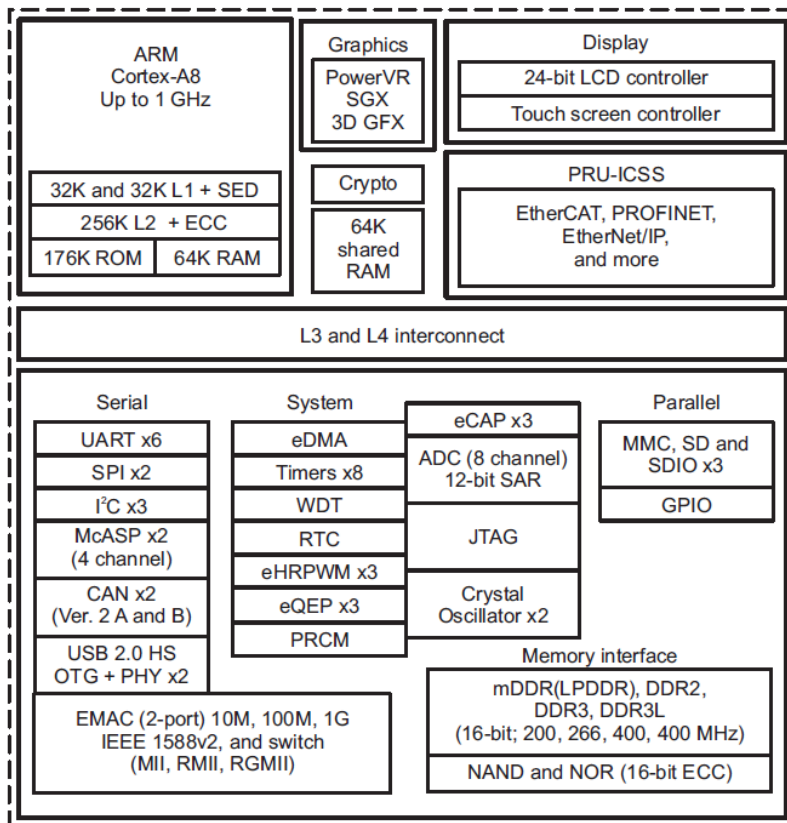 ARM
Cortex-A8
Up to 1 GHz
32K and 32K L1 + SED
256K L2 + ECC
176K ROM
64K RAM
Graphics
PowerVR
SGX
3D GFX
Crypto
64K
shared
RAM
Display
24-bit LCD controller
Touch screen controller
PRU-ICSS
EtherCAT, PROFINET,
EtherNet/IP,
and more
L3 and L4 interconnect
Serial
UART x6
SPI x2
I²C x3
McASP x2
(4 channel)
CAN x2
(Ver. 2 A and B)
USB 2.0 HS
OTG + PHY x2
EMAC (2-port) 10M, 100M, 1G
IEEE 1588v2, and switch
(MII, RMII, RGMII)
System
eDMA
Timers x8
WDT
RTC
eHRPWM x3
eQEP x3
PRCM
eCAP x3
ADC (8 channel)
12-bit SAR
JTAG
Crystal
Oscillator x2
Parallel
MMC, SD and
SDIO x3
GPIO
Memory interface
mDDR(LPDDR), DDR2,
DDR3, DDR3L
(16-bit; 200, 266, 400, 400 MHz)
NAND and NOR (16-bit ECC)